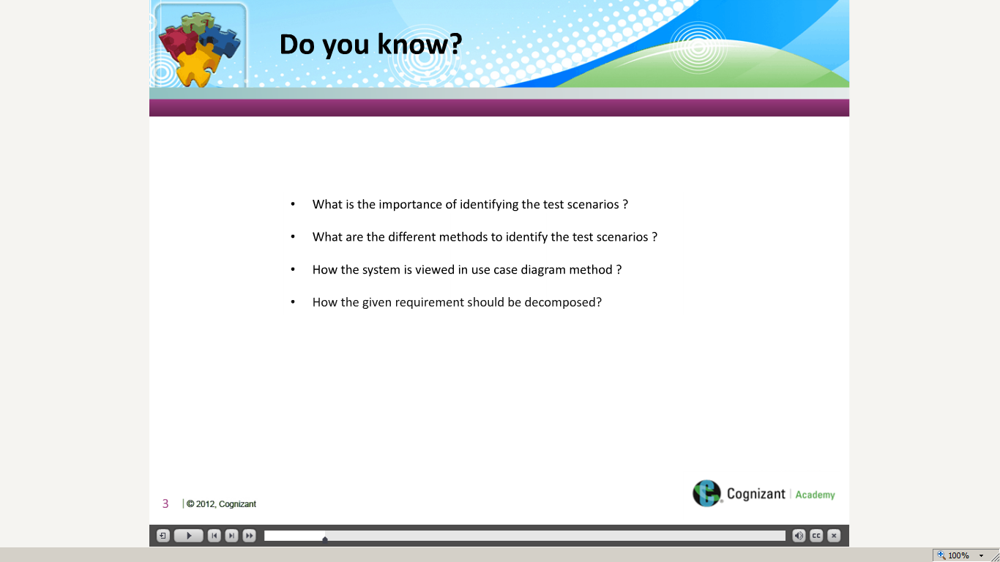 Do you know?
• What is the importance of identifying the test scenarios ?
• What are the different methods to identify the test scenarios ?
• How the system is viewed in use case diagram method ?
• How the given requirement should be decomposed?
3 | © 2012, Cognizant
Cognizant | Academy
CC
100%